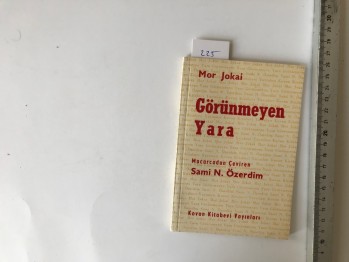 225
Mor Jokai
Görünmeyen
Yara
Macarcadan Çeviren
Sami N. Özerdim
Kovan Kitabevi Yayınları